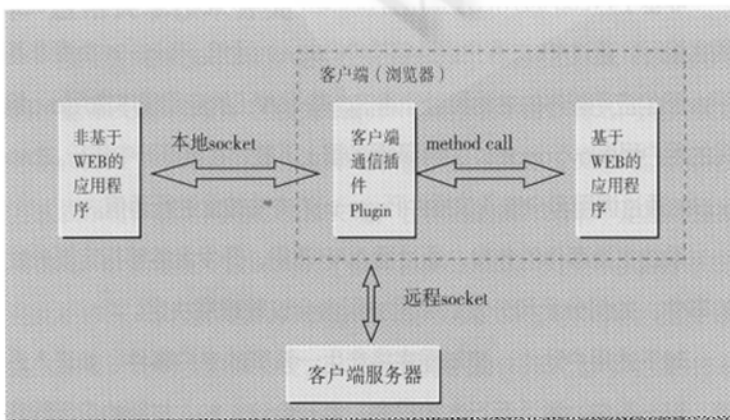 客户端（浏览器）
非基于
WEB的
应用程
序
本地socket
客户端
通信插
件
Plugin
method call
基于
WEB的
应用程
序
远程socket
客户端服务器